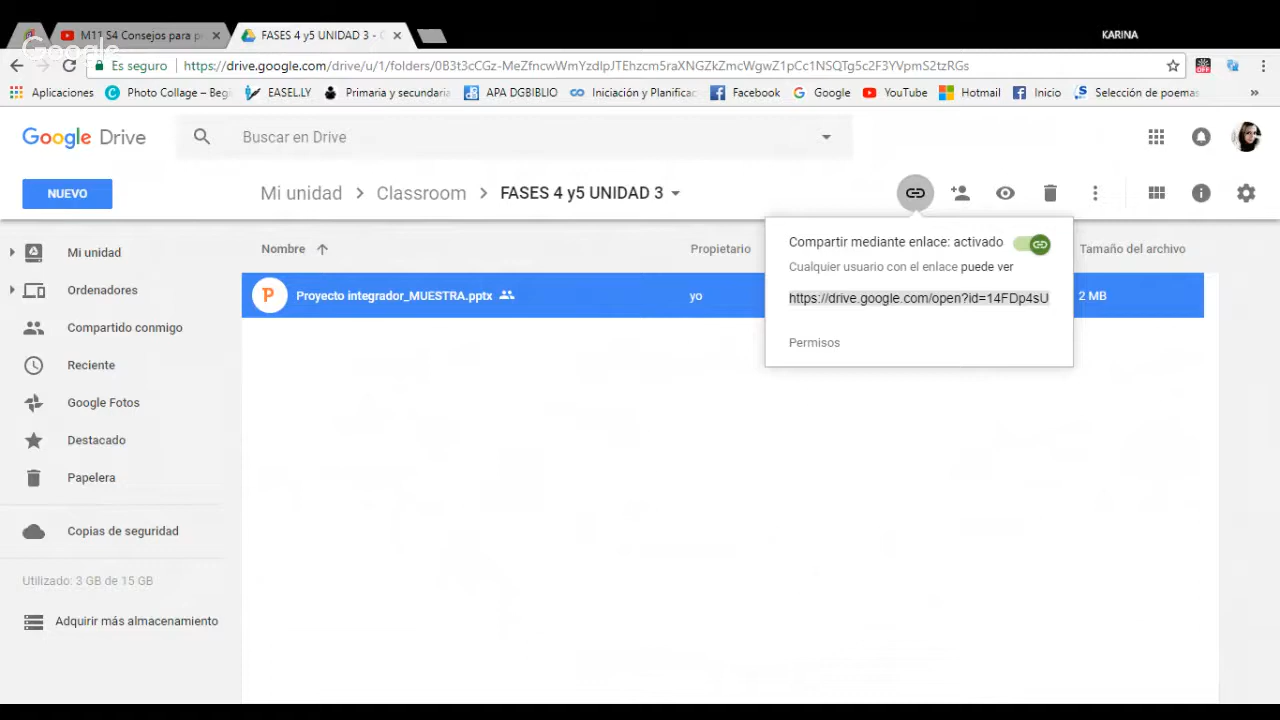 KARINA
M11 S4 Consejos para p
FASES 4 y5 UNIDAD 3 -
Google
Es seguro
https://drive.google.com/drive/u/1/folders/0B3t3cCGz-MeZfncwWmYzdlpJTEhzcm5raXNGZkZmcWgwZ1pCc1NSQTg5c2F3YVpmS2tzRGs
Aplicaciones
Photo Collage – Begi
EASEL.LY
Primaria y secundaria
APA DGBIBLIO
Iniciación y Planificac
Facebook
Google
YouTube
Hotmail
Inicio
Selección de poemas
»
Google Drive
Buscar en Drive
NUEVO
Mi unidad > Classroom > FASES 4 y5 UNIDAD 3
Nombre
Propietario
Tamaño del archivo
Proyecto integrador_MUESTRA.pptx
yo
2 MB
Compartir mediante enlace: activado
Cualquier usuario con el enlace puede ver
https://drive.google.com/open?id=14FDp4sU
Permisos
Mi unidad
Ordenadores
Compartido conmigo
Reciente
Google Fotos
Destacado
Papelera
Copias de seguridad
Utilizado: 3 GB de 15 GB
Adquirir más almacenamiento